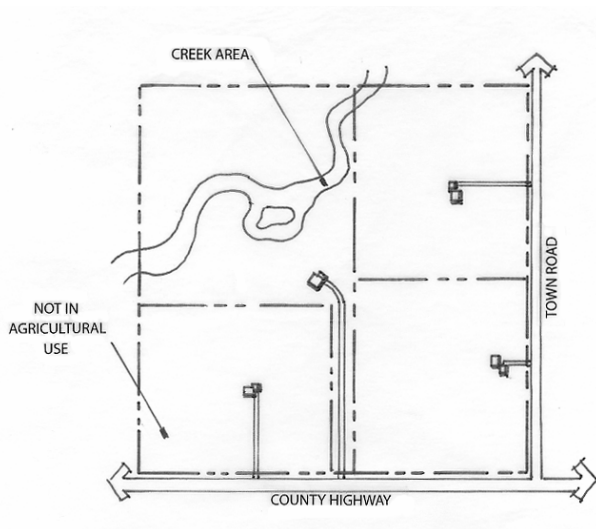 CREEK AREA
TOWN ROAD
NOT IN
AGRICULTURAL
USE
COUNTY HIGHWAY